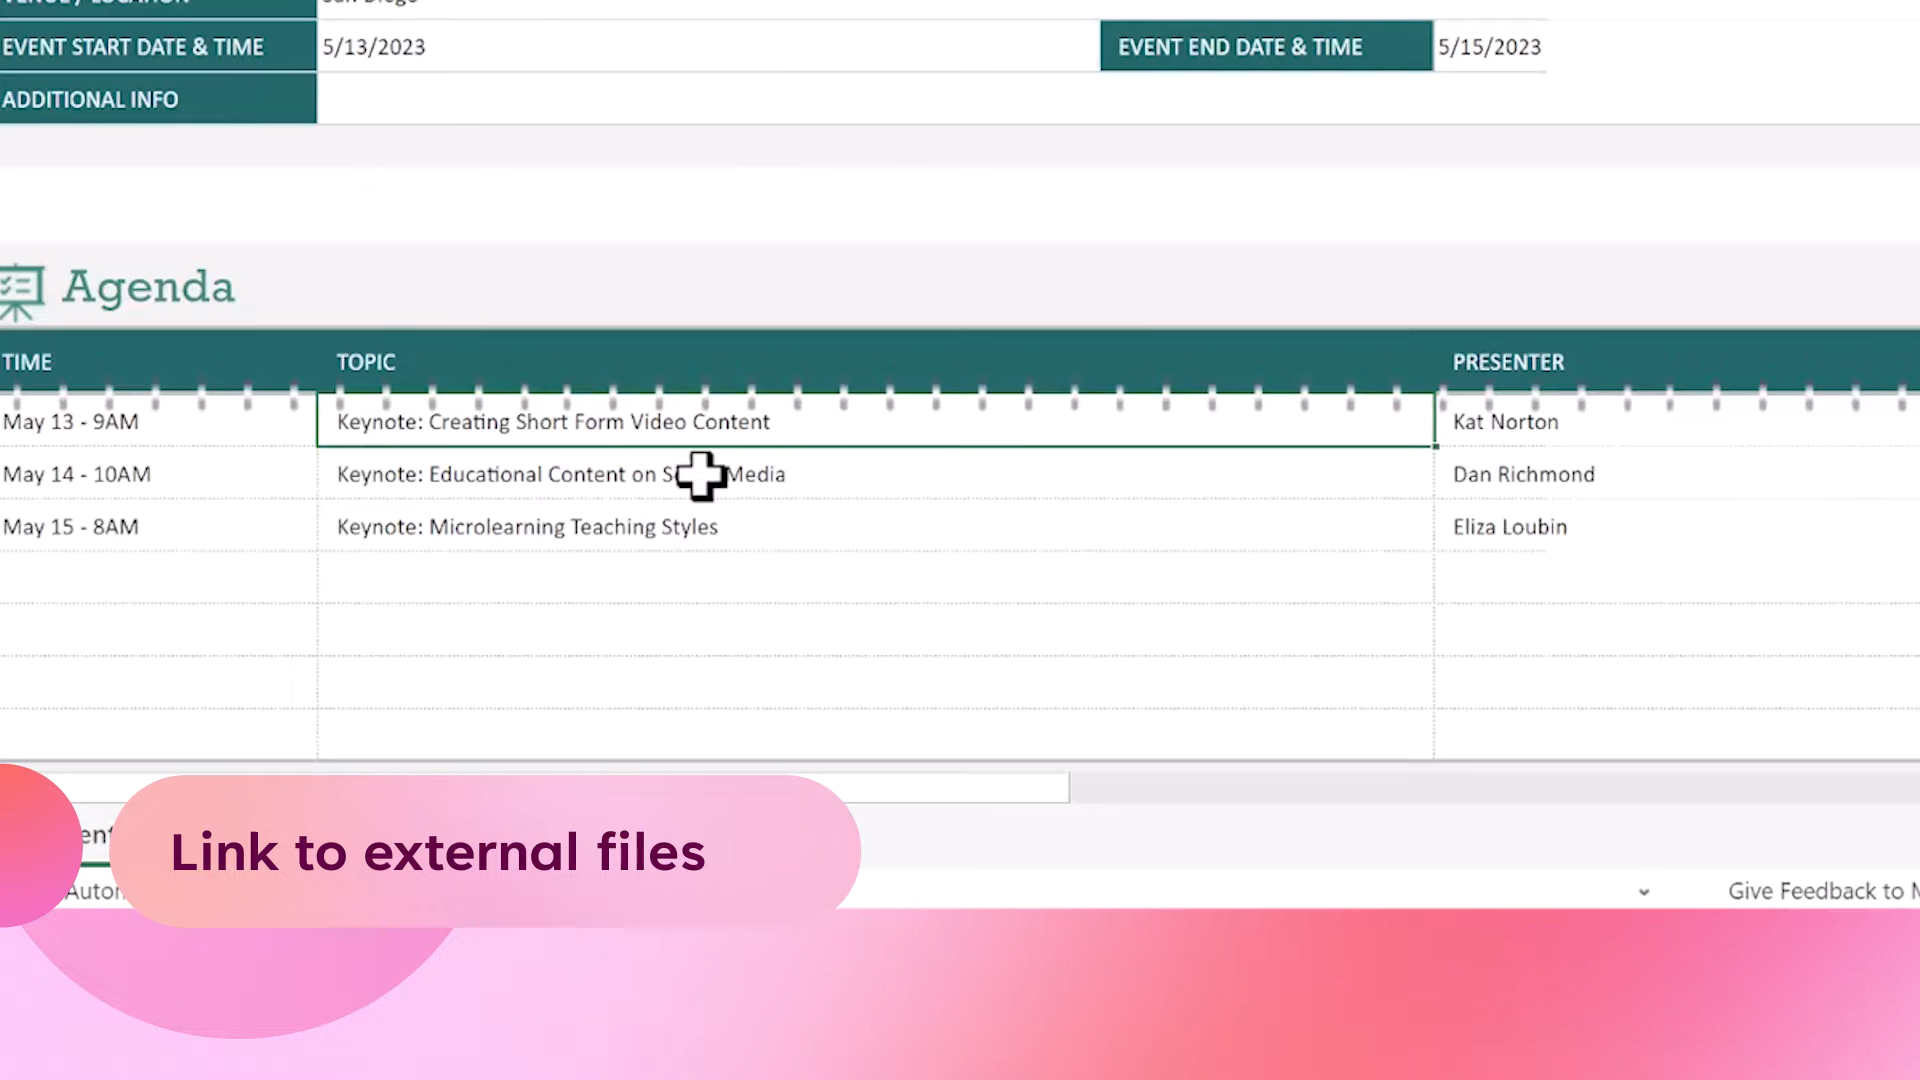 EVENT START DATE & TIME 5/13/2023 EVENT END DATE & TIME 5/15/2023
ADDITIONAL INFO
Agenda
TIME TOPIC PRESENTER
May 13 - 9AM Keynote: Creating Short Form Video Content Kat Norton
May 14 - 10AM Keynote: Educational Content on Media Dan Richmond
May 15 - 8AM Keynote: Microlearning Teaching Styles Eliza Loubin
Link to external files
Give Feedback to